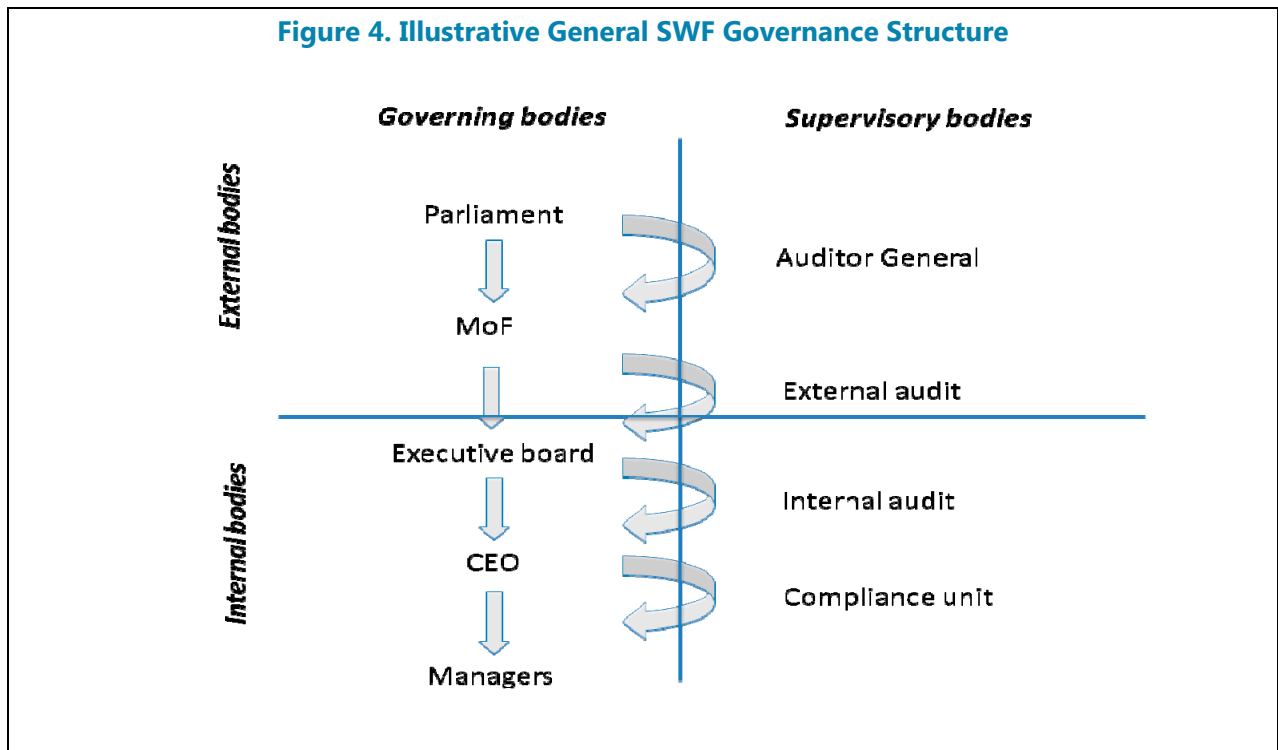 Figure 4. Illustrative General SWF Governance Structure
Governing bodies
Supervisory bodies
External bodies
Parliament
Auditor General
MoF
External audit
Internal bodies
Executive board
Internal audit
CEO
Compliance unit
Managers